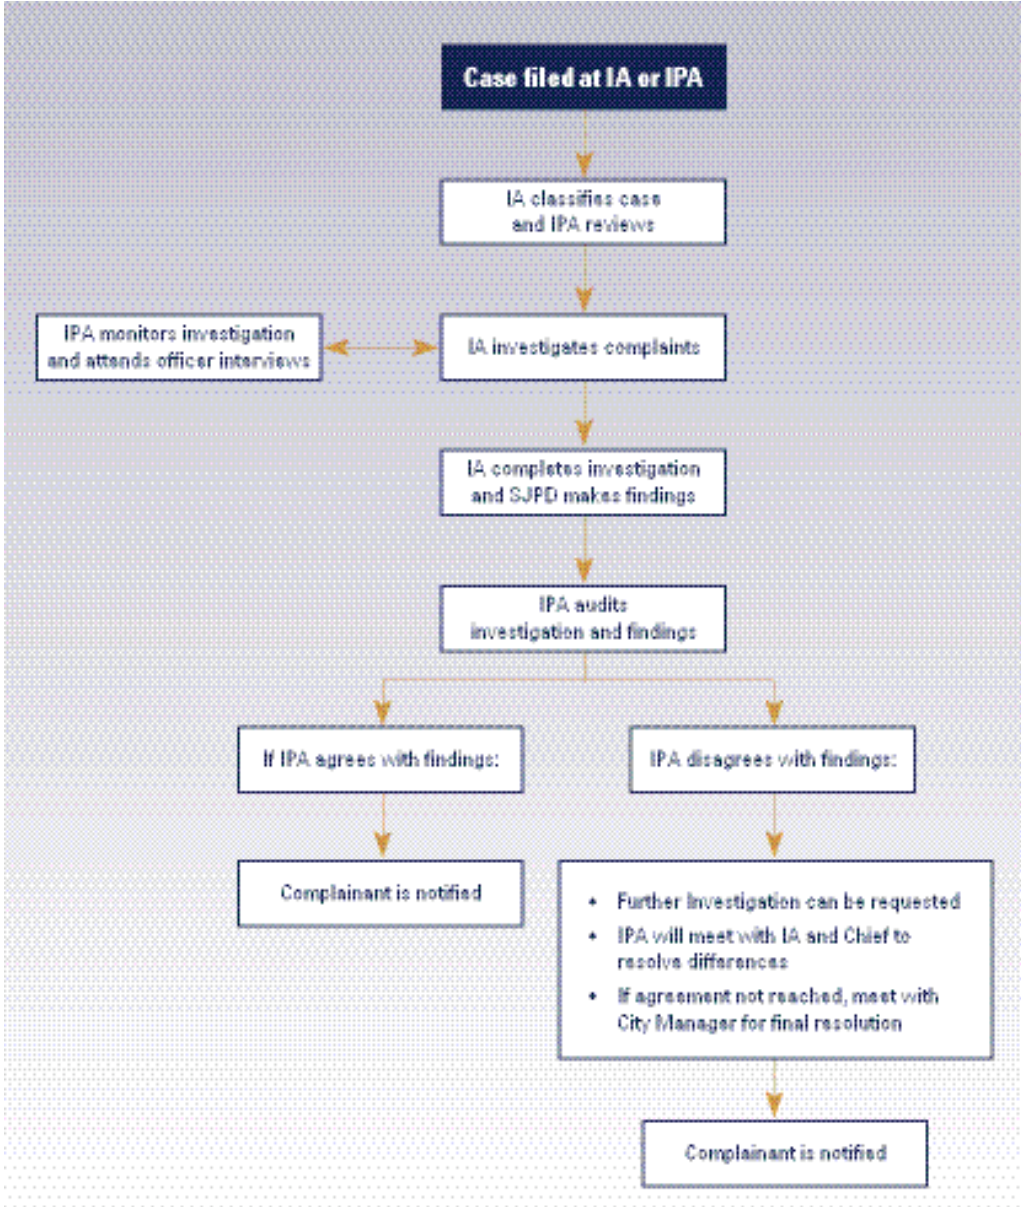 Case filed at IA or IPA
IA classifies case
and IPA reviews
IPA monitors investigation
and attends officer interviews
IA investigates complaints
IA completes investigation
and SJPD makes findings
IPA audits
investigation and findings
If IPA agrees with findings:
IPA disagrees with findings:
Complainant is notified
• Further Investigation can be requested
• IPA will meet with IA and Chief to
resolve differences
• If agreement not reached, meet with
City Manager for final resolution
Complainant is notified